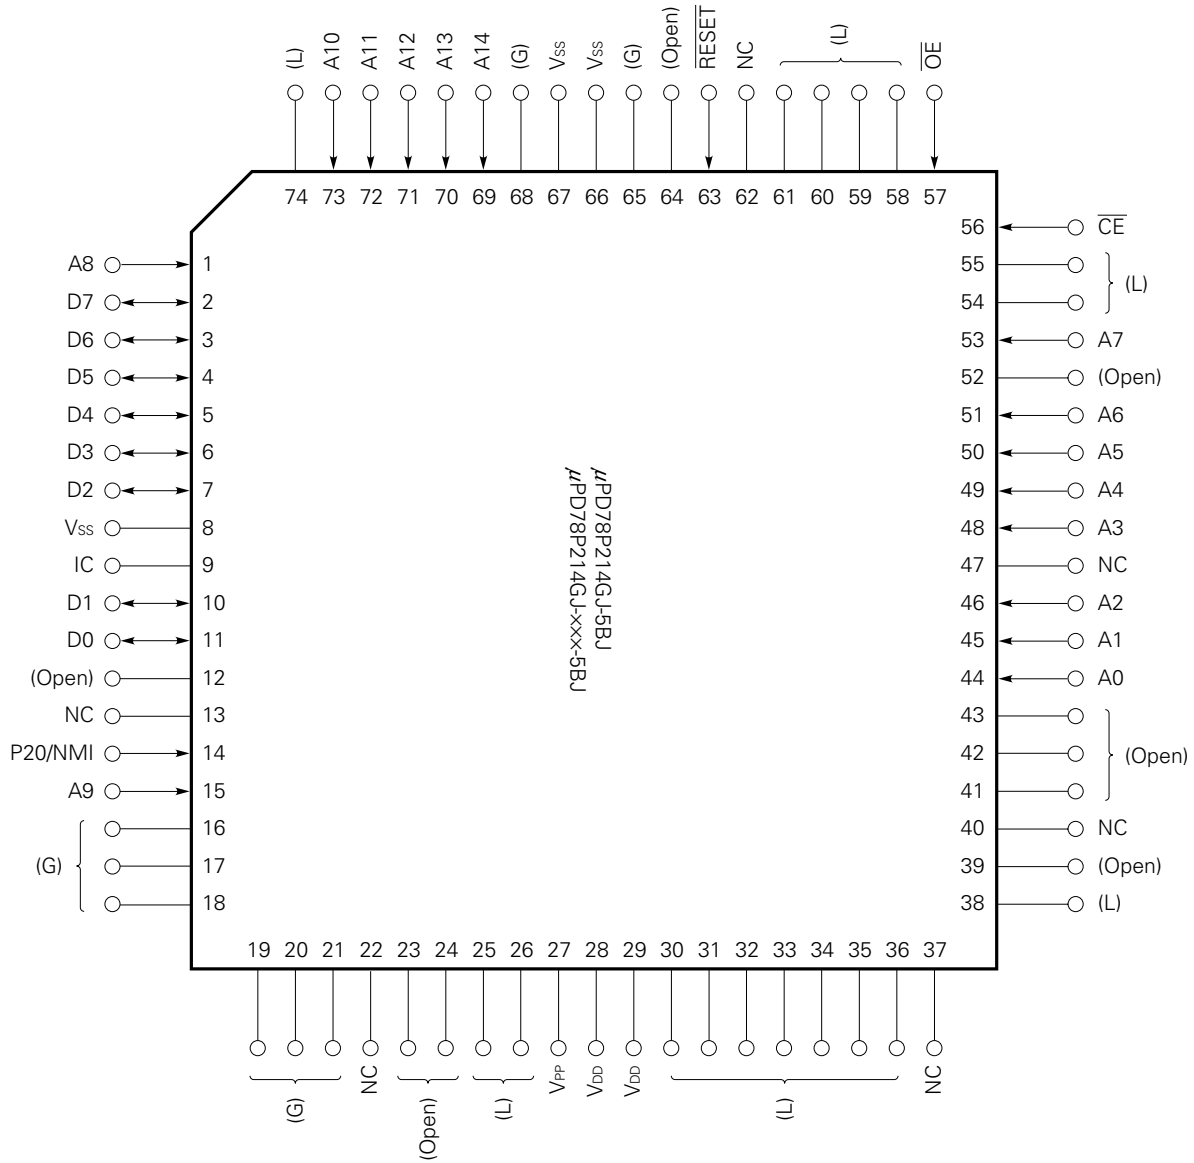 (L)
A10
A11
A12
A13
A14
(G)
VSS
VSS
(G)
(Open)
RESET
NC
(L)
OE
74 73 72 71 70 69 68 67 66 65 64 63 62 61 60 59 58 57
A8 1
D7 2
D6 3
D5 4
D4 5
D3 6
D2 7
VSS 8
IC 9
D1 10
D0 11
(Open) 12
NC 13
P20/NMI 14
A9 15
16
(G) 17
18
μPD78P214GJ-5BJ
μPD78P214GJ-xxx-5BJ
56 CE
55
(L)
54
53 A7
52 (Open)
51 A6
50 A5
49 A4
48 A3
47 NC
46 A2
45 A1
44 A0
43
42 (Open)
41
40 NC
39 (Open)
38 (L)
19 20 21 22 23 24 25 26 27 28 29 30 31 32 33 34 35 36 37
(G)
NC
(Open)
(L)
VPP
VDD
VDD
(L)
NC